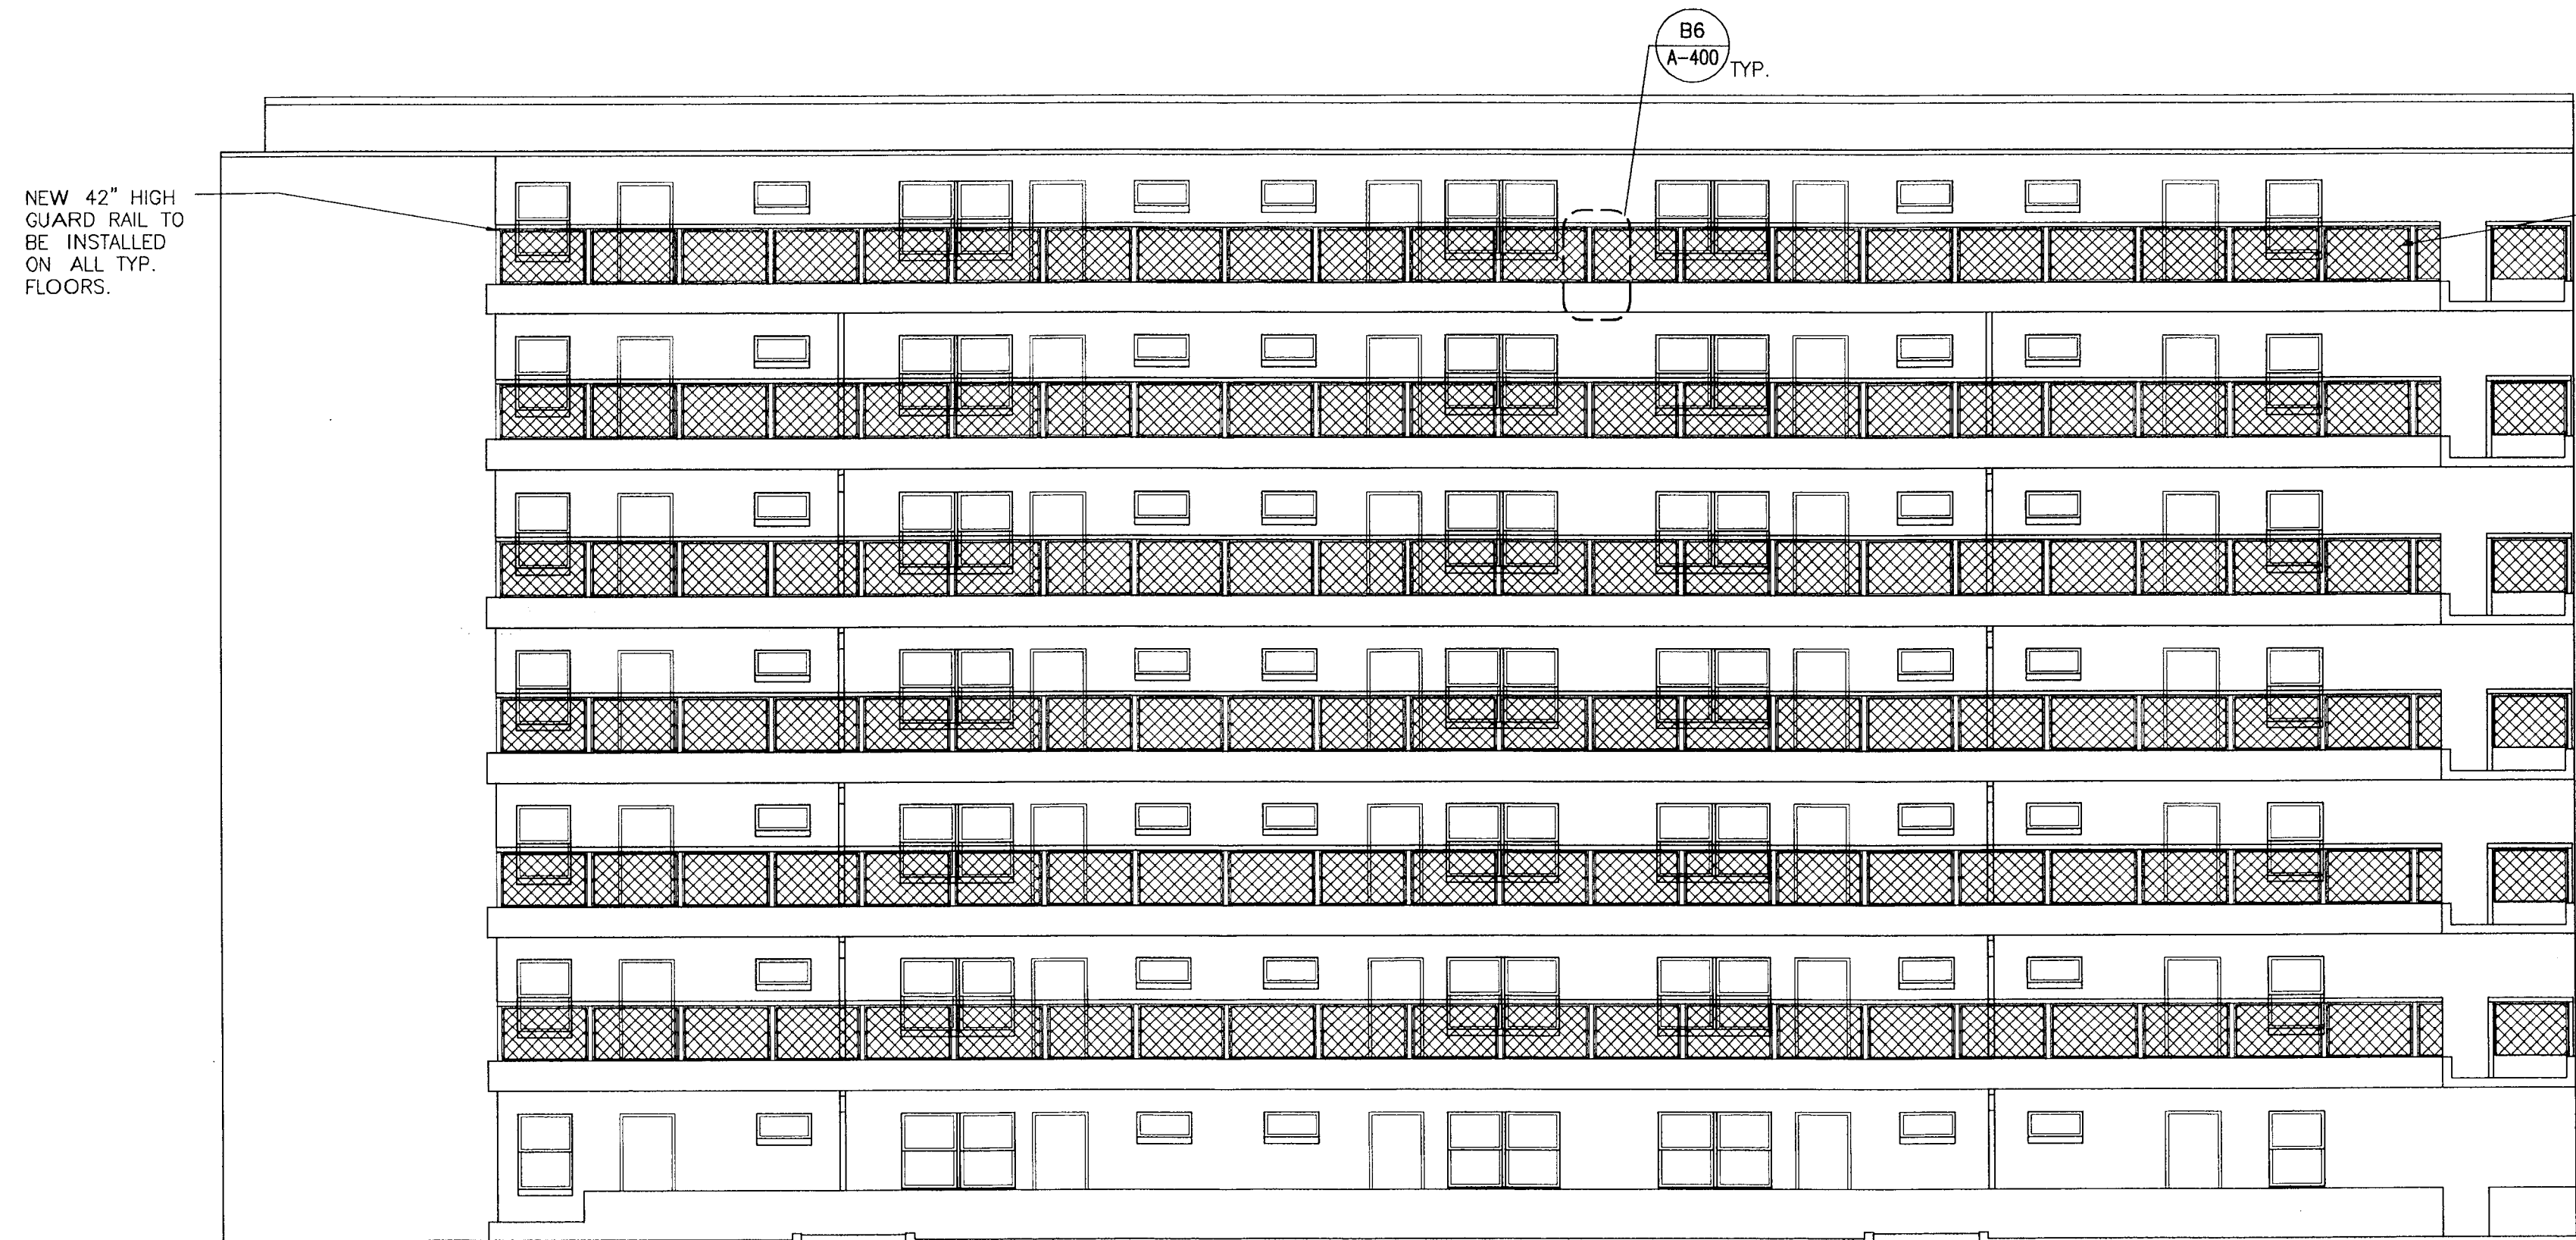 B6
A-400
TYP.
NEW 42" HIGH
GUARD RAIL TO
BE INSTALLED
ON ALL TYP.
FLOORS.